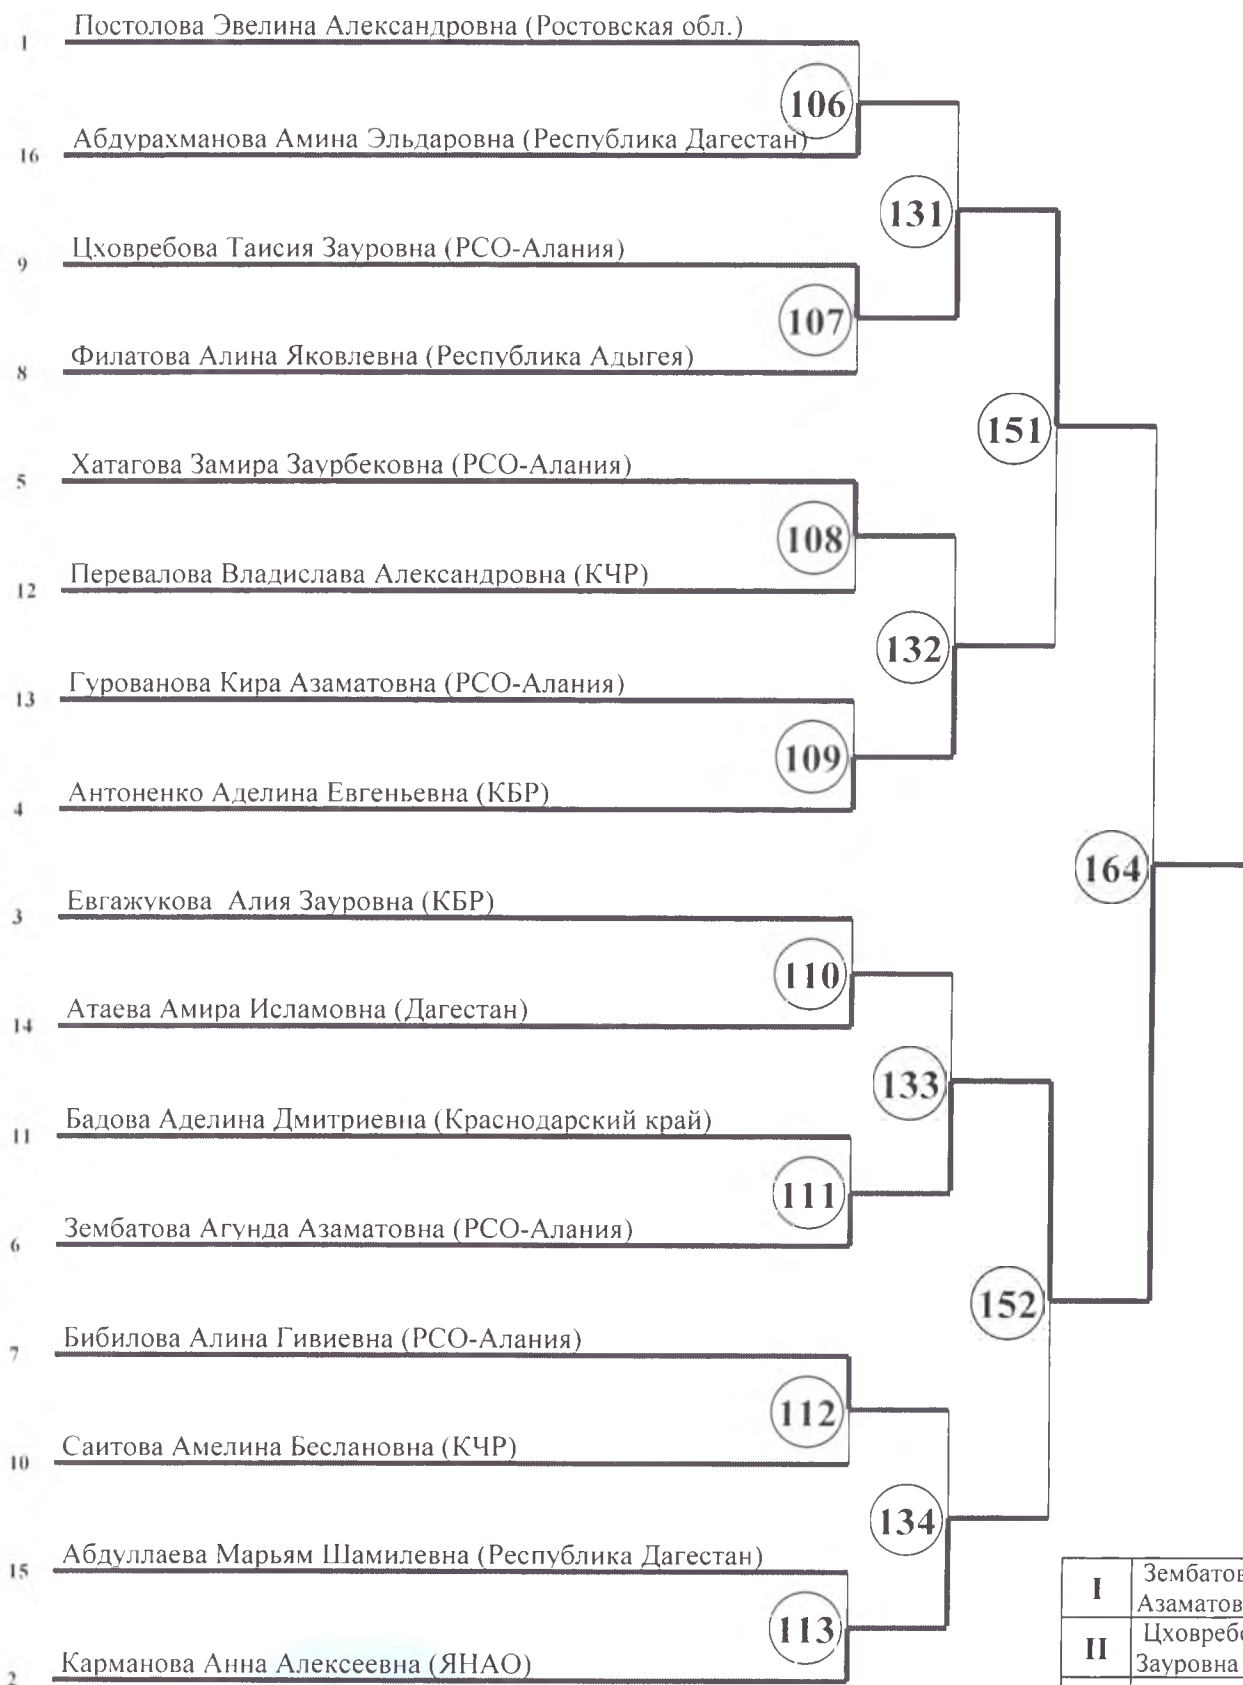 1 Постолова Эвелина Александровна (Ростовская обл.)
106
16 Абдурахманова Амина Эльдаровна (Республика Дагестан)
131
9 Цховребова Таисия Зауровна (РСО-Алания)
107
8 Филатова Алина Яковлевна (Республика Адыгея)
151
5 Хатагова Замира Заурбековна (РСО-Алания)
108
12 Перевалова Владислава Александровна (КЧР)
132
13 Гурованова Кира Азаматовна (РСО-Алания)
109
4 Антоненко Аделина Евгеньевна (КБР)
164
3 Евгажукова Алия Зауровна (КБР)
110
14 Атаева Амира Исламовна (Дагестан)
133
11 Бадова Аделина Дмитриевна (Краснодарский край)
111
6 Зембатова Агунда Азаматовна (РСО-Алания)
152
7 Бибилова Алина Гивиевна (РСО-Алания)
112
10 Саитова Амелина Беслановна (КЧР)
134
15 Абдуллаева Марьям Шамилевна (Республика Дагестан)
113
2 Карманова Анна Алексеевна (ЯНАО)
I Зембатов
Азаматов
II Цховребо
Зауровна